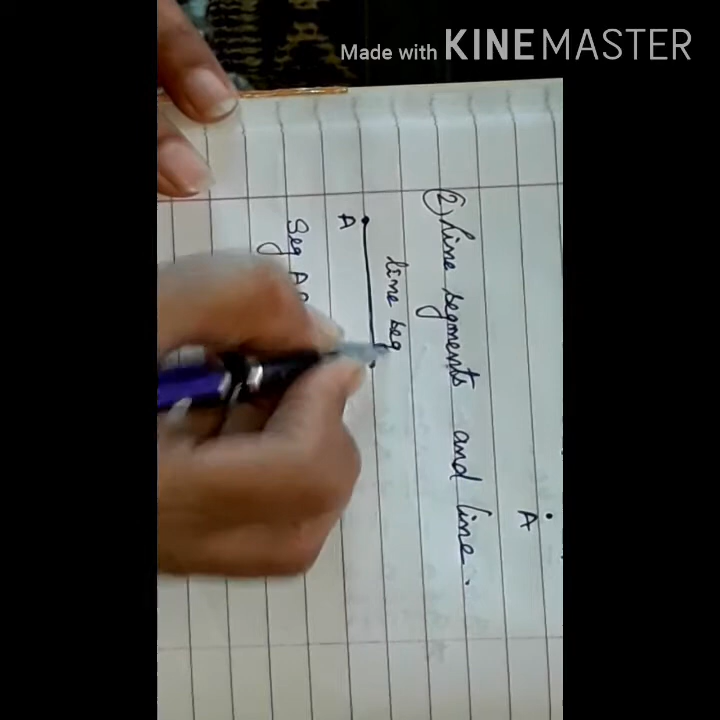 Made with KINEMASTER
A
② Line segments and line.
line seg
A
Seg